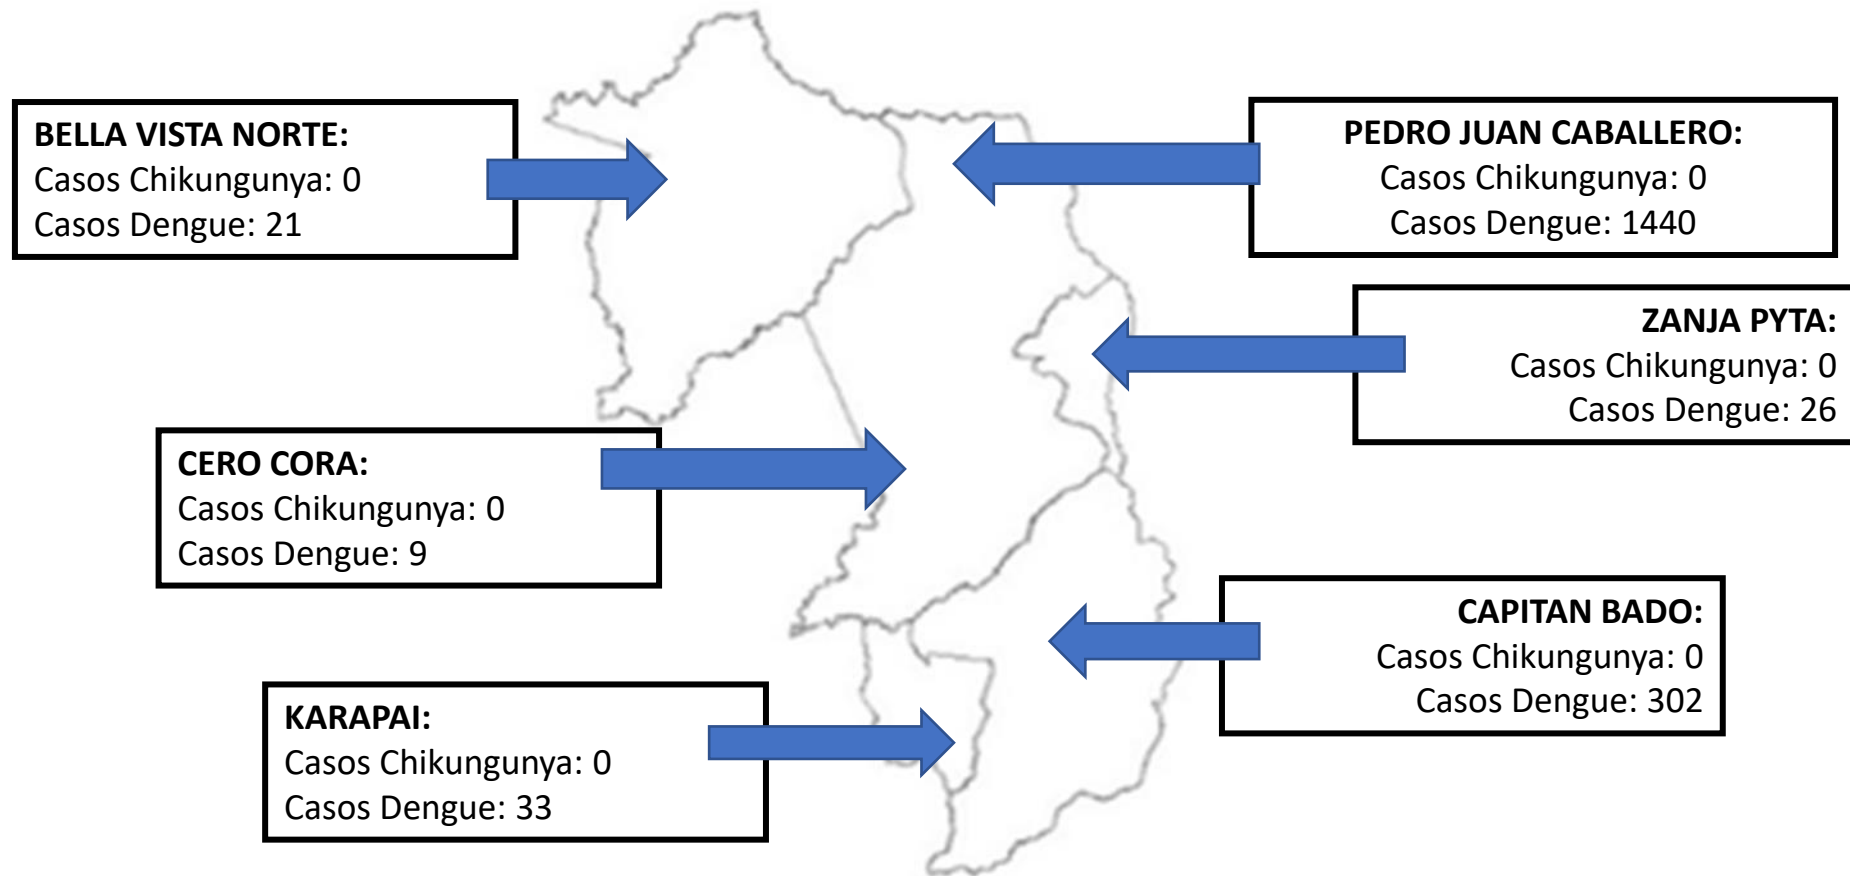 BELLA VISTA NORTE:
Casos Chikungunya: 0
Casos Dengue: 21
PEDRO JUAN CABALLERO:
Casos Chikungunya: 0
Casos Dengue: 1440
ZANJA PYTA:
Casos Chikungunya: 0
Casos Dengue: 26
CERO CORA:
Casos Chikungunya: 0
Casos Dengue: 9
CAPITAN BADO:
Casos Chikungunya: 0
Casos Dengue: 302
KARAPAI:
Casos Chikungunya: 0
Casos Dengue: 33